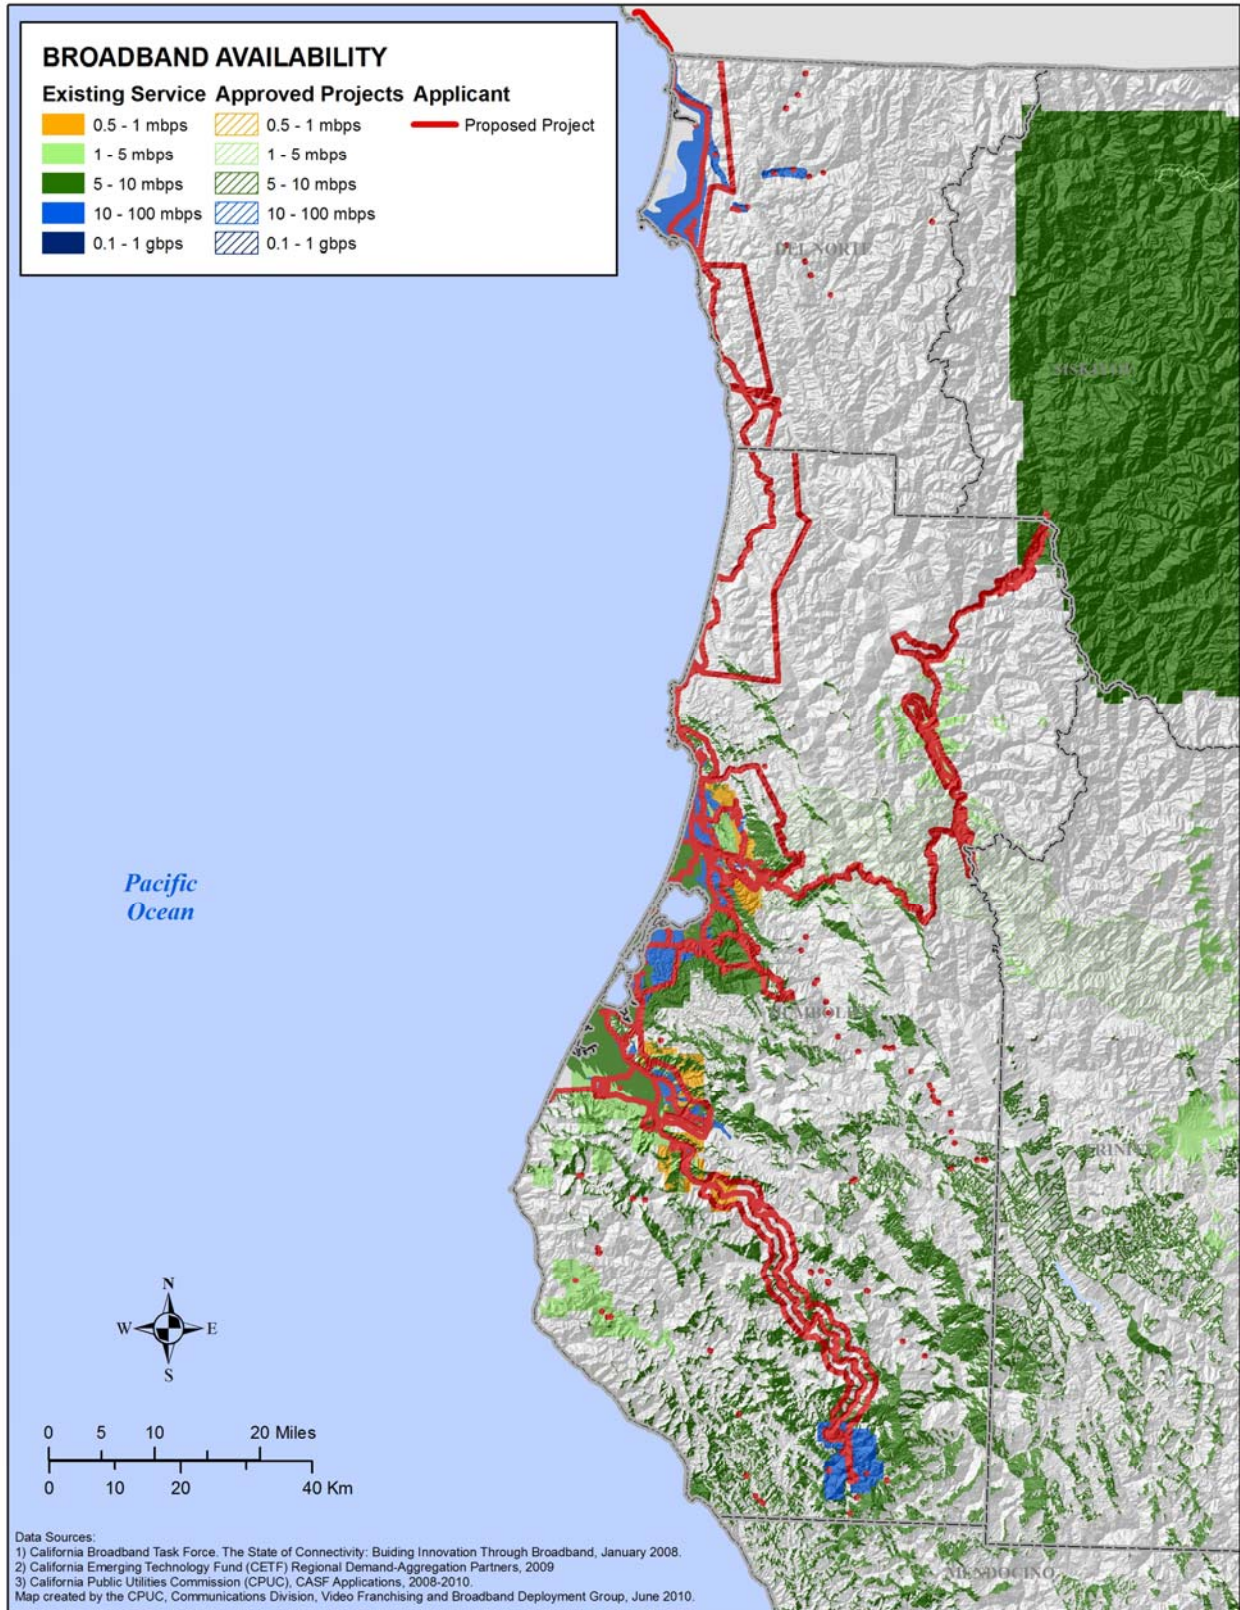 BROADBAND AVAILABILITY
Existing Service Approved Projects Applicant
0.5 - 1 mbps 0.5 - 1 mbps Proposed Project
1 - 5 mbps 1 - 5 mbps
5 - 10 mbps 5 - 10 mbps
10 - 100 mbps 10 - 100 mbps
0.1 - 1 gbps 0.1 - 1 gbps
DEL NORTE
SISKIYOU
Pacific
Ocean
HUMBOLDT
TRINITY
N
W E
S
0 5 10 20 Miles
0 10 20 40 Km
MENDOCINO
Data Sources:
1) California Broadband Task Force. The State of Connectivity: Buiding Innovation Through Broadband, January 2008.
2) California Emerging Technology Fund (CETF) Regional Demand-Aggregation Partners, 2009
3) California Public Utilities Commission (CPUC), CASF Applications, 2008-2010.
Map created by the CPUC, Communications Division, Video Franchising and Broadband Deployment Group, June 2010.